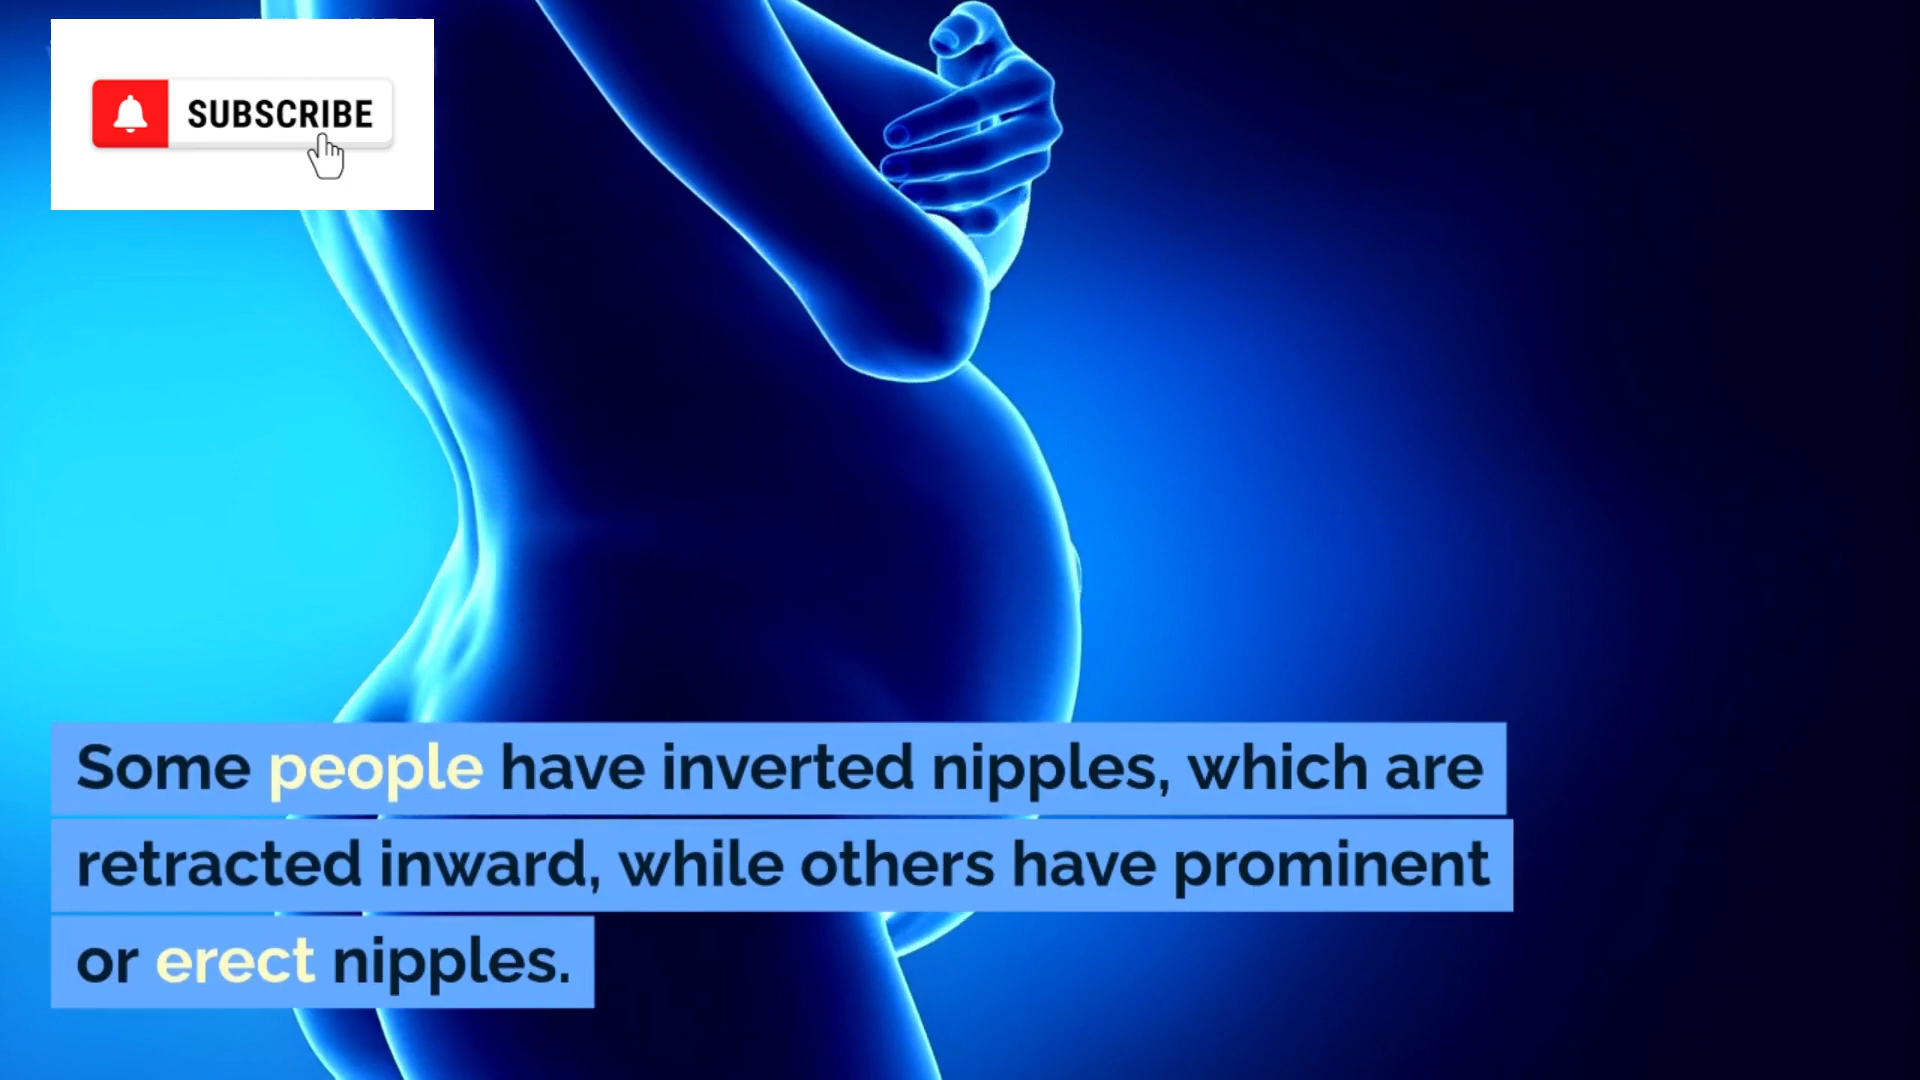 SUBSCRIBE
Some people have inverted nipples, which are
retracted inward, while others have prominent
or erect nipples.